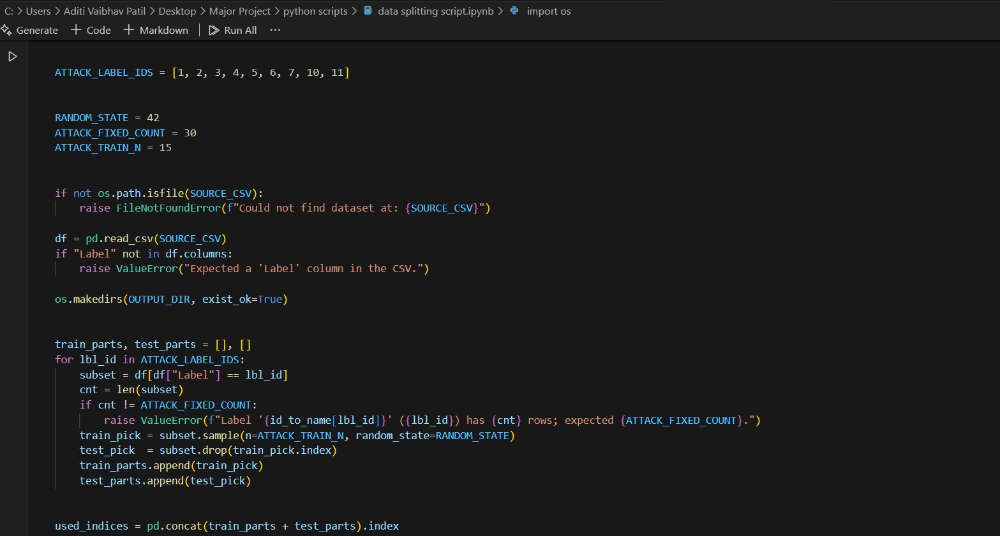 C: > Users > Aditi Vaibhav Patil > Desktop > Major Project > python scripts > data splitting script.ipynb > import os
Generate + Code + Markdown | Run All ...
ATTACK_LABEL_IDS = [1, 2, 3, 4, 5, 6, 7, 10, 11]
RANDOM_STATE = 42
ATTACK_FIXED_COUNT = 30
ATTACK_TRAIN_N = 15
if not os.path.isfile(SOURCE_CSV):
    raise FileNotFoundError(f"Could not find dataset at: {SOURCE_CSV}")
df = pd.read_csv(SOURCE_CSV)
if "Label" not in df.columns:
    raise ValueError("Expected a 'Label' column in the CSV.")
os.makedirs(OUTPUT_DIR, exist_ok=True)
train_parts, test_parts = [], []
for lbl_id in ATTACK_LABEL_IDS:
    subset = df[df["Label"] == lbl_id]
    cnt = len(subset)
    if cnt != ATTACK_FIXED_COUNT:
        raise ValueError(f"Label '{id_to_name[lbl_id]}' ({lbl_id}) has {cnt} rows; expected {ATTACK_FIXED_COUNT}.")
    train_pick = subset.sample(n=ATTACK_TRAIN_N, random_state=RANDOM_STATE)
    test_pick  = subset.drop(train_pick.index)
    train_parts.append(train_pick)
    test_parts.append(test_pick)
used_indices = pd.concat(train_parts + test_parts).index